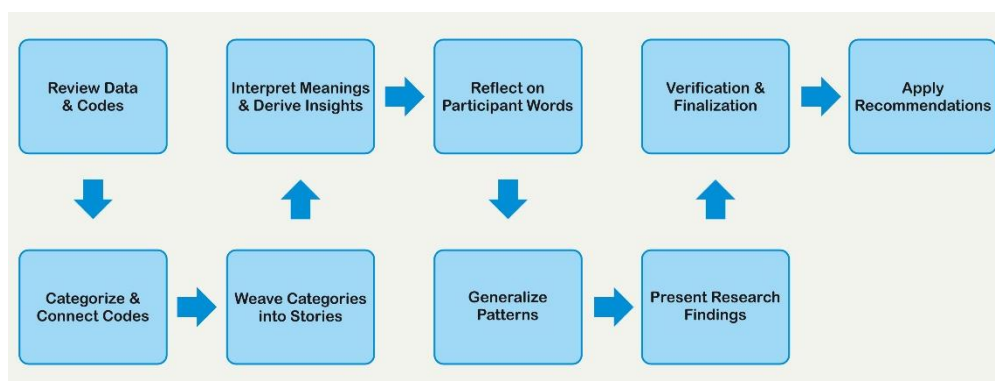 Review Data
& Codes
Interpret Meanings
& Derive Insights
Reflect on
Participant Words
Verification &
Finalization
Apply
Recommendations
Categorize &
Connect Codes
Weave Categories
into Stories
Generalize
Patterns
Present Research
Findings